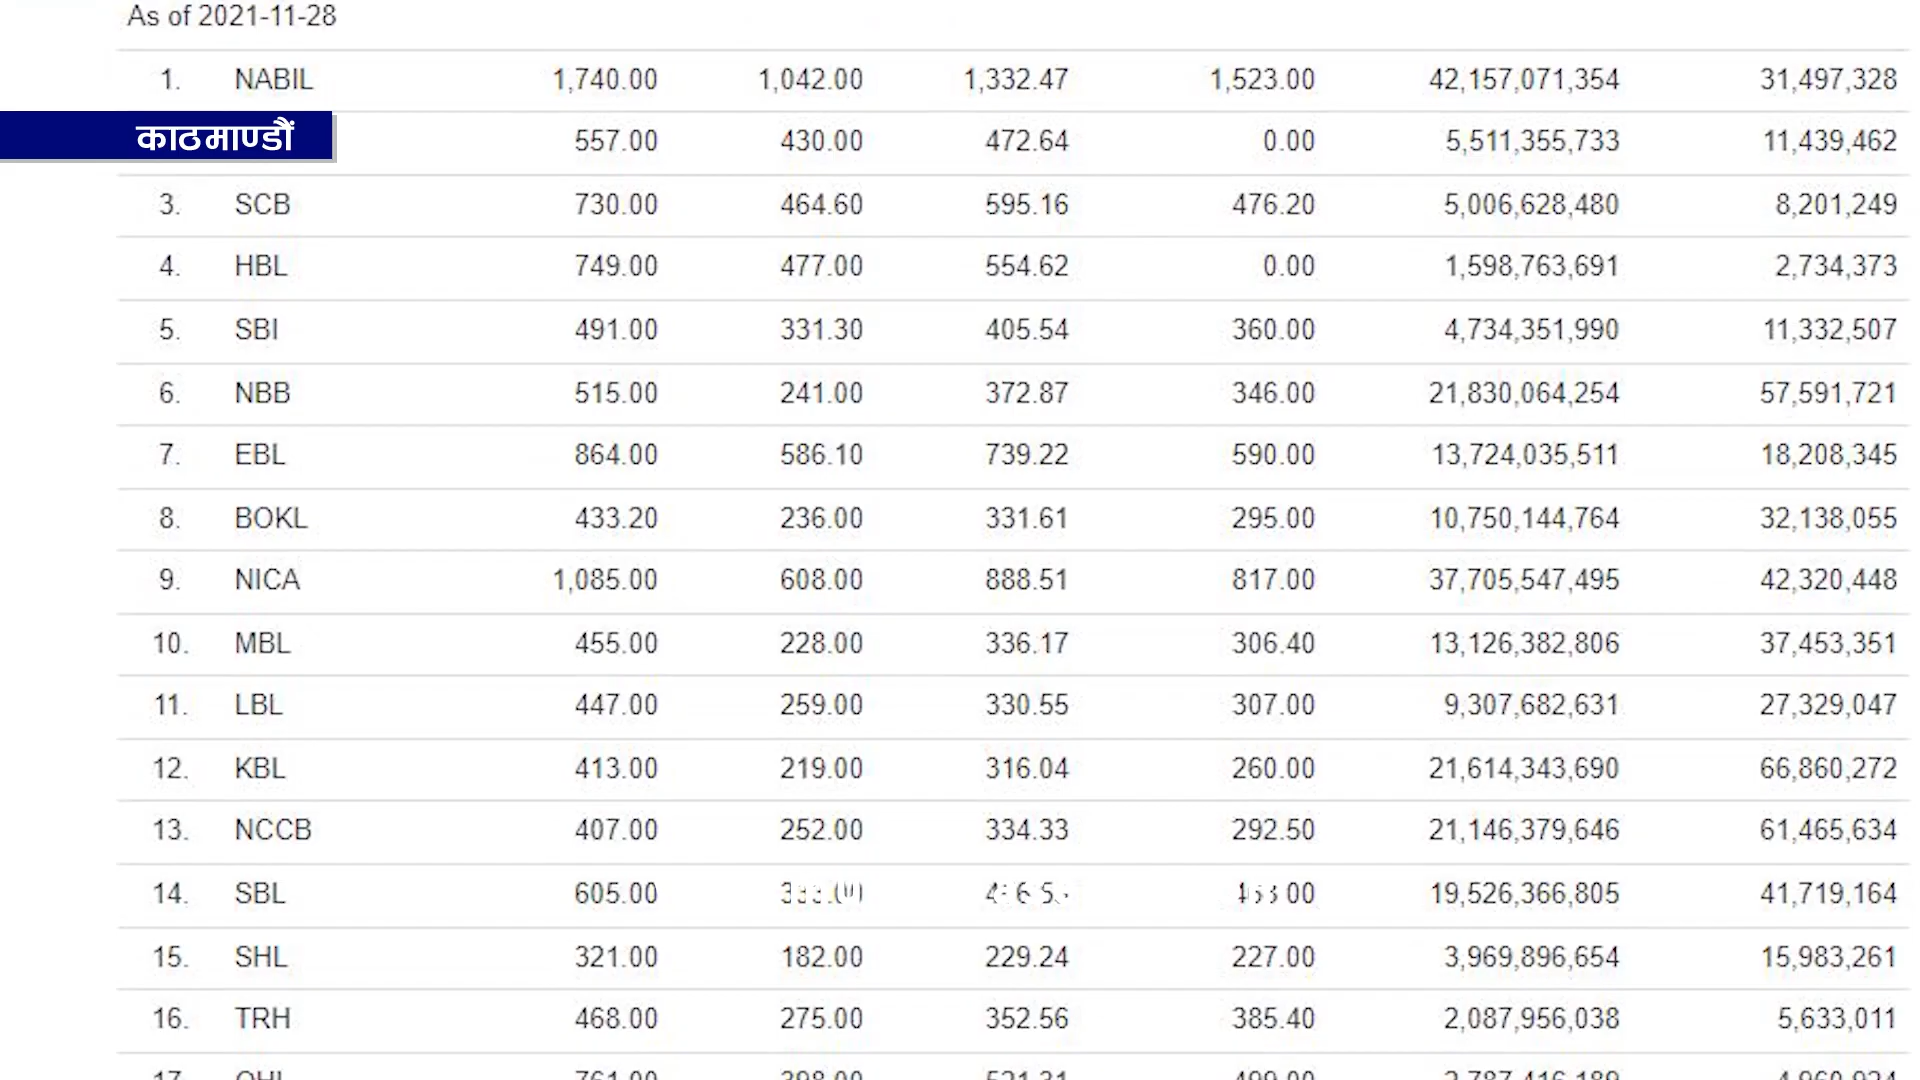 As of 2021-11-28
1. NABIL 1,740.00 1,042.00 1,332.47 1,523.00 42,157,071,354 31,497,328
काठमाण्डौं 557.00 430.00 472.64 0.00 5,511,355,733 11,439,462
3. SCB 730.00 464.60 595.16 476.20 5,006,628,480 8,201,249
4. HBL 749.00 477.00 554.62 0.00 1,598,763,691 2,734,373
5. SBI 491.00 331.30 405.54 360.00 4,734,351,990 11,332,507
6. NBB 515.00 241.00 372.87 346.00 21,830,064,254 57,591,721
7. EBL 864.00 586.10 739.22 590.00 13,724,035,511 18,208,345
8. BOKL 433.20 236.00 331.61 295.00 10,750,144,764 32,138,055
9. NICA 1,085.00 608.00 888.51 817.00 37,705,547,495 42,320,448
10. MBL 455.00 228.00 336.17 306.40 13,126,382,806 37,453,351
11. LBL 447.00 259.00 330.55 307.00 9,307,682,631 27,329,047
12. KBL 413.00 219.00 316.04 260.00 21,614,343,690 66,860,272
13. NCCB 407.00 252.00 334.33 292.50 21,146,379,646 61,465,634
14. SBL 605.00 19,526,366,805 41,719,164
15. SHL 321.00 182.00 229.24 227.00 3,969,896,654 15,983,261
16. TRH 468.00 275.00 352.56 385.40 2,087,956,038 5,633,011